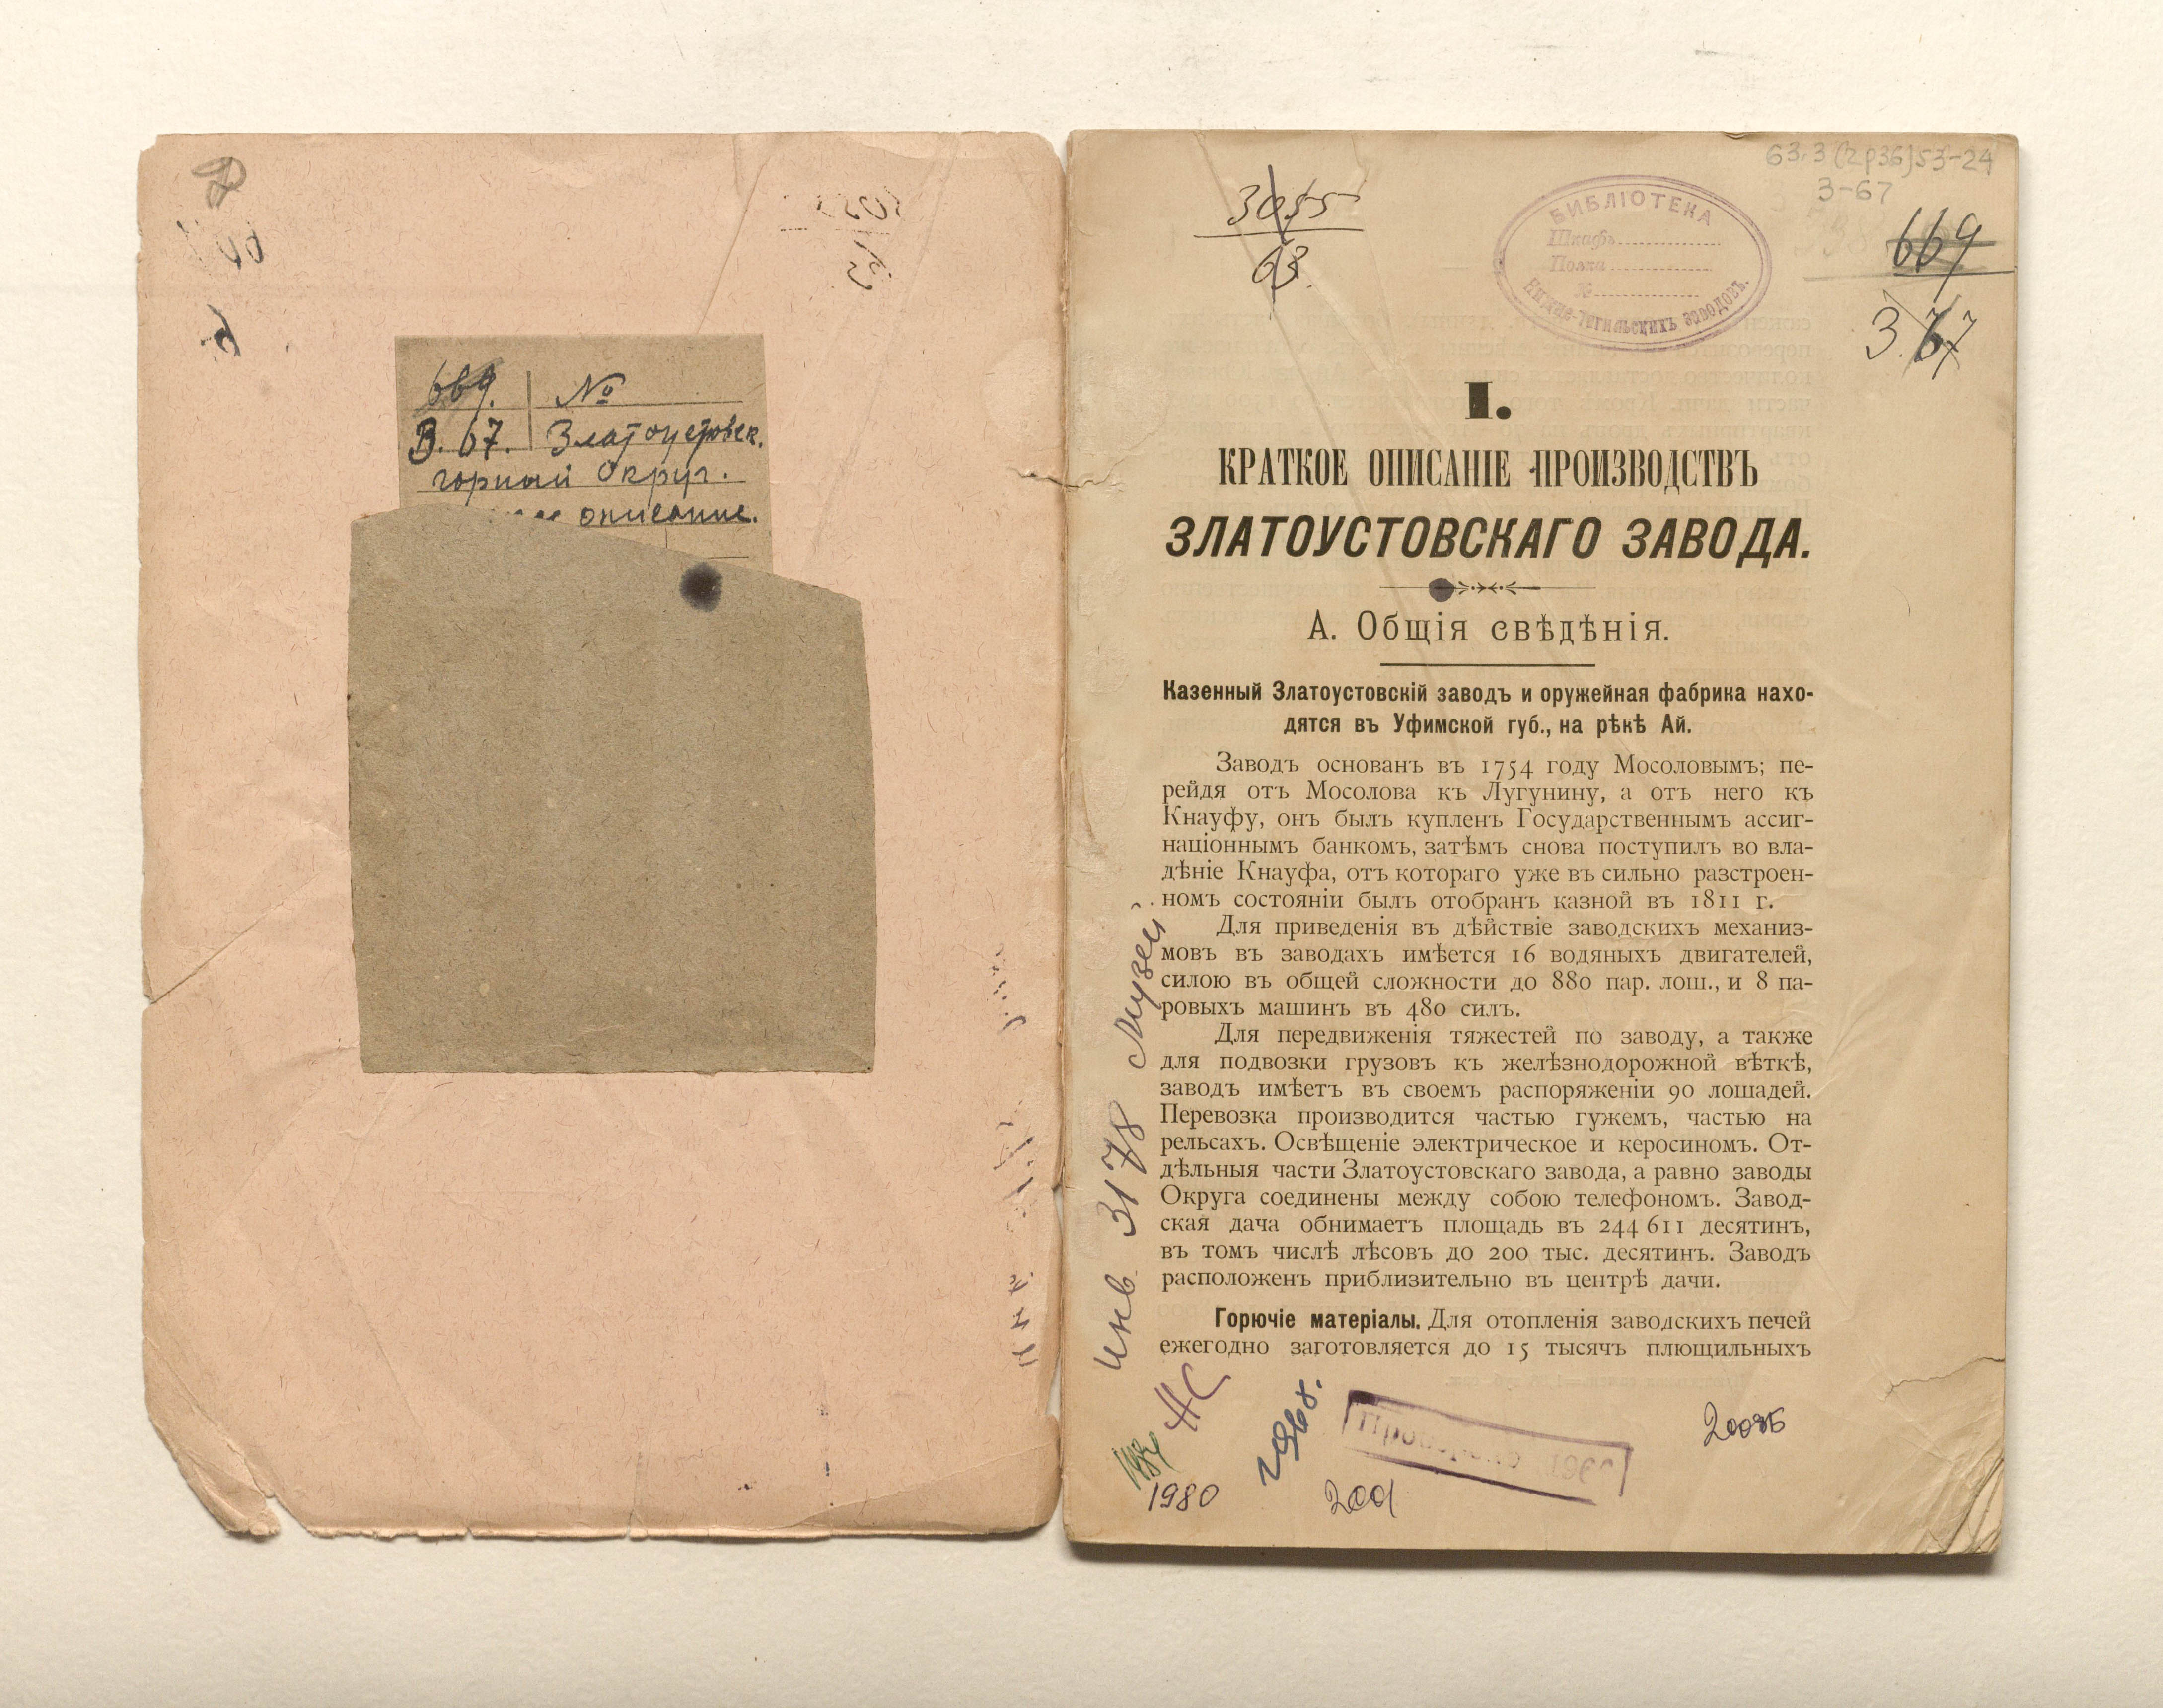 669. № 
З. 67. Златоустовск.
горный Округ.
описание.
3055
63.
БИБЛІОТЕКА
Шкафъ
Полка
№
НИЖНЕ-ТАГИЛЬСКИХЪ ЗАВОДОВЪ.
63.3(2р36)53-24
З-67
669
З.67
I.
КРАТКОЕ ОПИСАНІЕ ПРОИЗВОДСТВЪ
ЗЛАТОУСТОВСКАГО ЗАВОДА.
А. Общія свѣдѣнія.
Казенный Златоустовскій заводъ и оружейная фабрика нахо-
дятся въ Уфимской губ., на рѣкѣ Ай.
Заводъ основанъ въ 1754 году Мосоловымъ; пе-
рейдя отъ Мосолова къ Лугунину, а отъ него къ
Кнауфу, онъ былъ купленъ Государственнымъ ассиг-
націоннымъ банкомъ, затѣмъ снова поступилъ во вла-
дѣніе Кнауфа, отъ котораго уже въ сильно разстроен-
номъ состояніи былъ отобранъ казной въ 1811 г.
Для приведенія въ дѣйствіе заводскихъ механиз-
мовъ въ заводахъ имѣется 16 водяныхъ двигателей,
силою въ общей сложности до 880 пар. лош., и 8 па-
ровыхъ машинъ въ 480 силъ.
Для передвиженія тяжестей по заводу, а также
для подвозки грузовъ къ желѣзнодорожной вѣткѣ,
заводъ имѣетъ въ своемъ распоряженіи 90 лошадей.
Перевозка производится частью гужемъ, частью на
рельсахъ. Освѣщеніе электрическое и керосиномъ. От-
дѣльныя части Златоустовскаго завода, а равно заводы
Округа соединены между собою телефономъ. Завод-
ская дача обнимаетъ площадь въ 244 611 десятинъ,
въ томъ числѣ лѣсовъ до 200 тыс. десятинъ. Заводъ
расположенъ приблизительно въ центрѣ дачи.
Горючіе матеріалы. Для отопленія заводскихъ печей
ежегодно заготовляется до 15 тысячъ плющильныхъ
инв. 3178 Музей
НС
1980